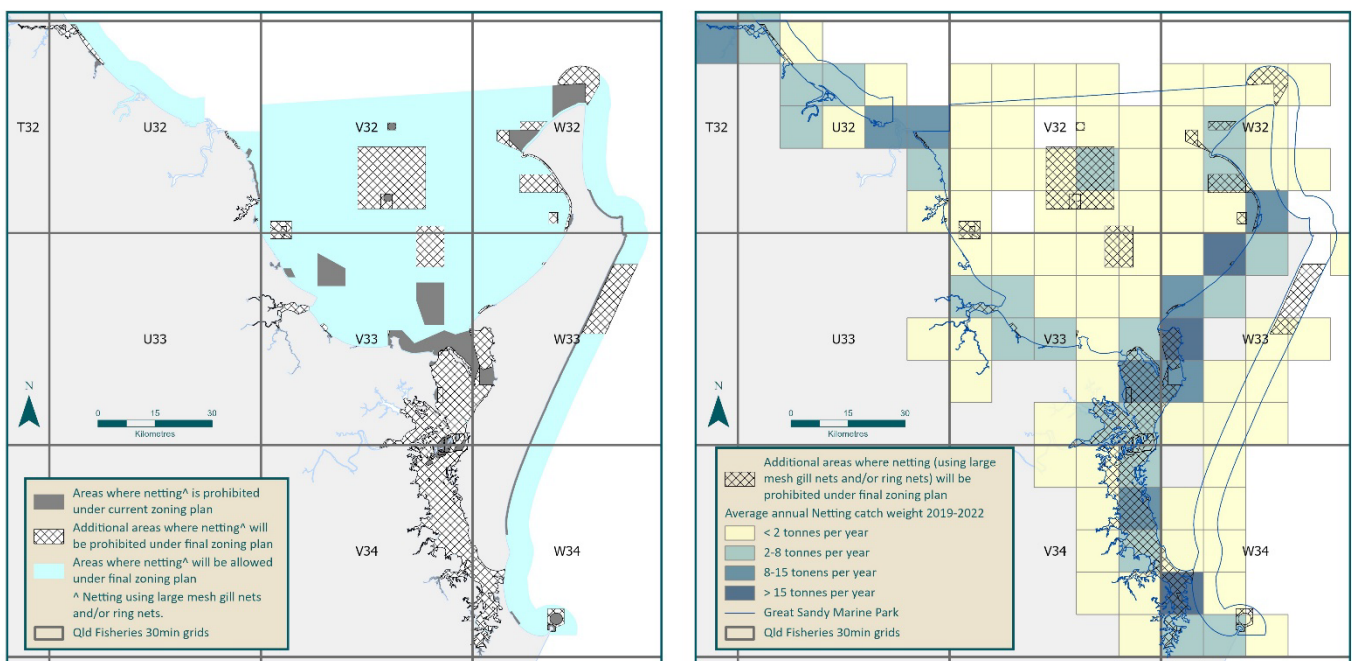 T32
U32
V32
W32
U33
V33
W33
V34
W34
N
0 15 30
Kilometres
Areas where netting^ is prohibited
under current zoning plan
Additional areas where netting^ will
be prohibited under final zoning plan
Areas where netting^ will be allowed
under final zoning plan
^ Netting using large mesh gill nets
and/or ring nets.
Qld Fisheries 30min grids
T32
U32
V32
W32
U33
V33
W33
V34
W34
N
0 15 30
Kilometres
Additional areas where netting (using large
mesh gill nets and/or ring nets) will be
prohibited under final zoning plan
Average annual Netting catch weight 2019-2022
< 2 tonnes per year
2-8 tonnes per year
8-15 tonens per year
> 15 tonnes per year
Great Sandy Marine Park
Qld Fisheries 30min grids